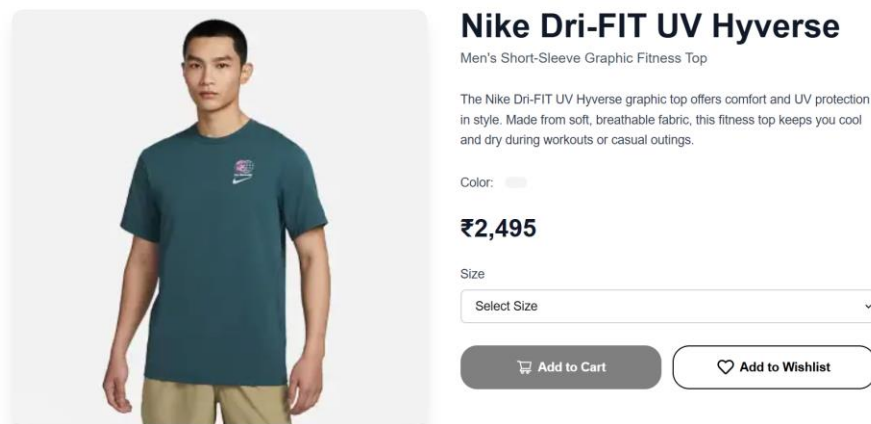 Nike Dri-FIT UV Hyverse
Men's Short-Sleeve Graphic Fitness Top
The Nike Dri-FIT UV Hyverse graphic top offers comfort and UV protection
in style. Made from soft, breathable fabric, this fitness top keeps you cool
and dry during workouts or casual outings.
Color:
₹2,495
Size
Select Size
Add to Cart
Add to Wishlist